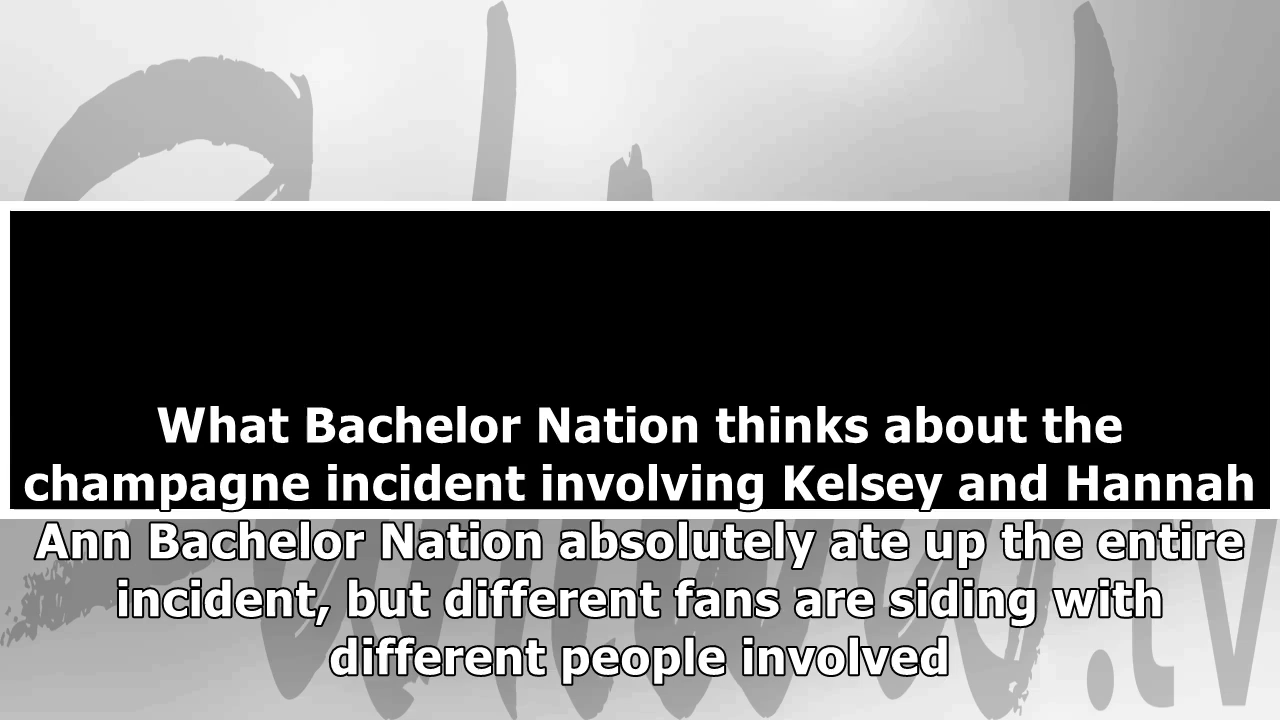 What Bachelor Nation thinks about the
champagne incident involving Kelsey and Hannah
Ann Bachelor Nation absolutely ate up the entire
incident, but different fans are siding with
different people involved
.tv